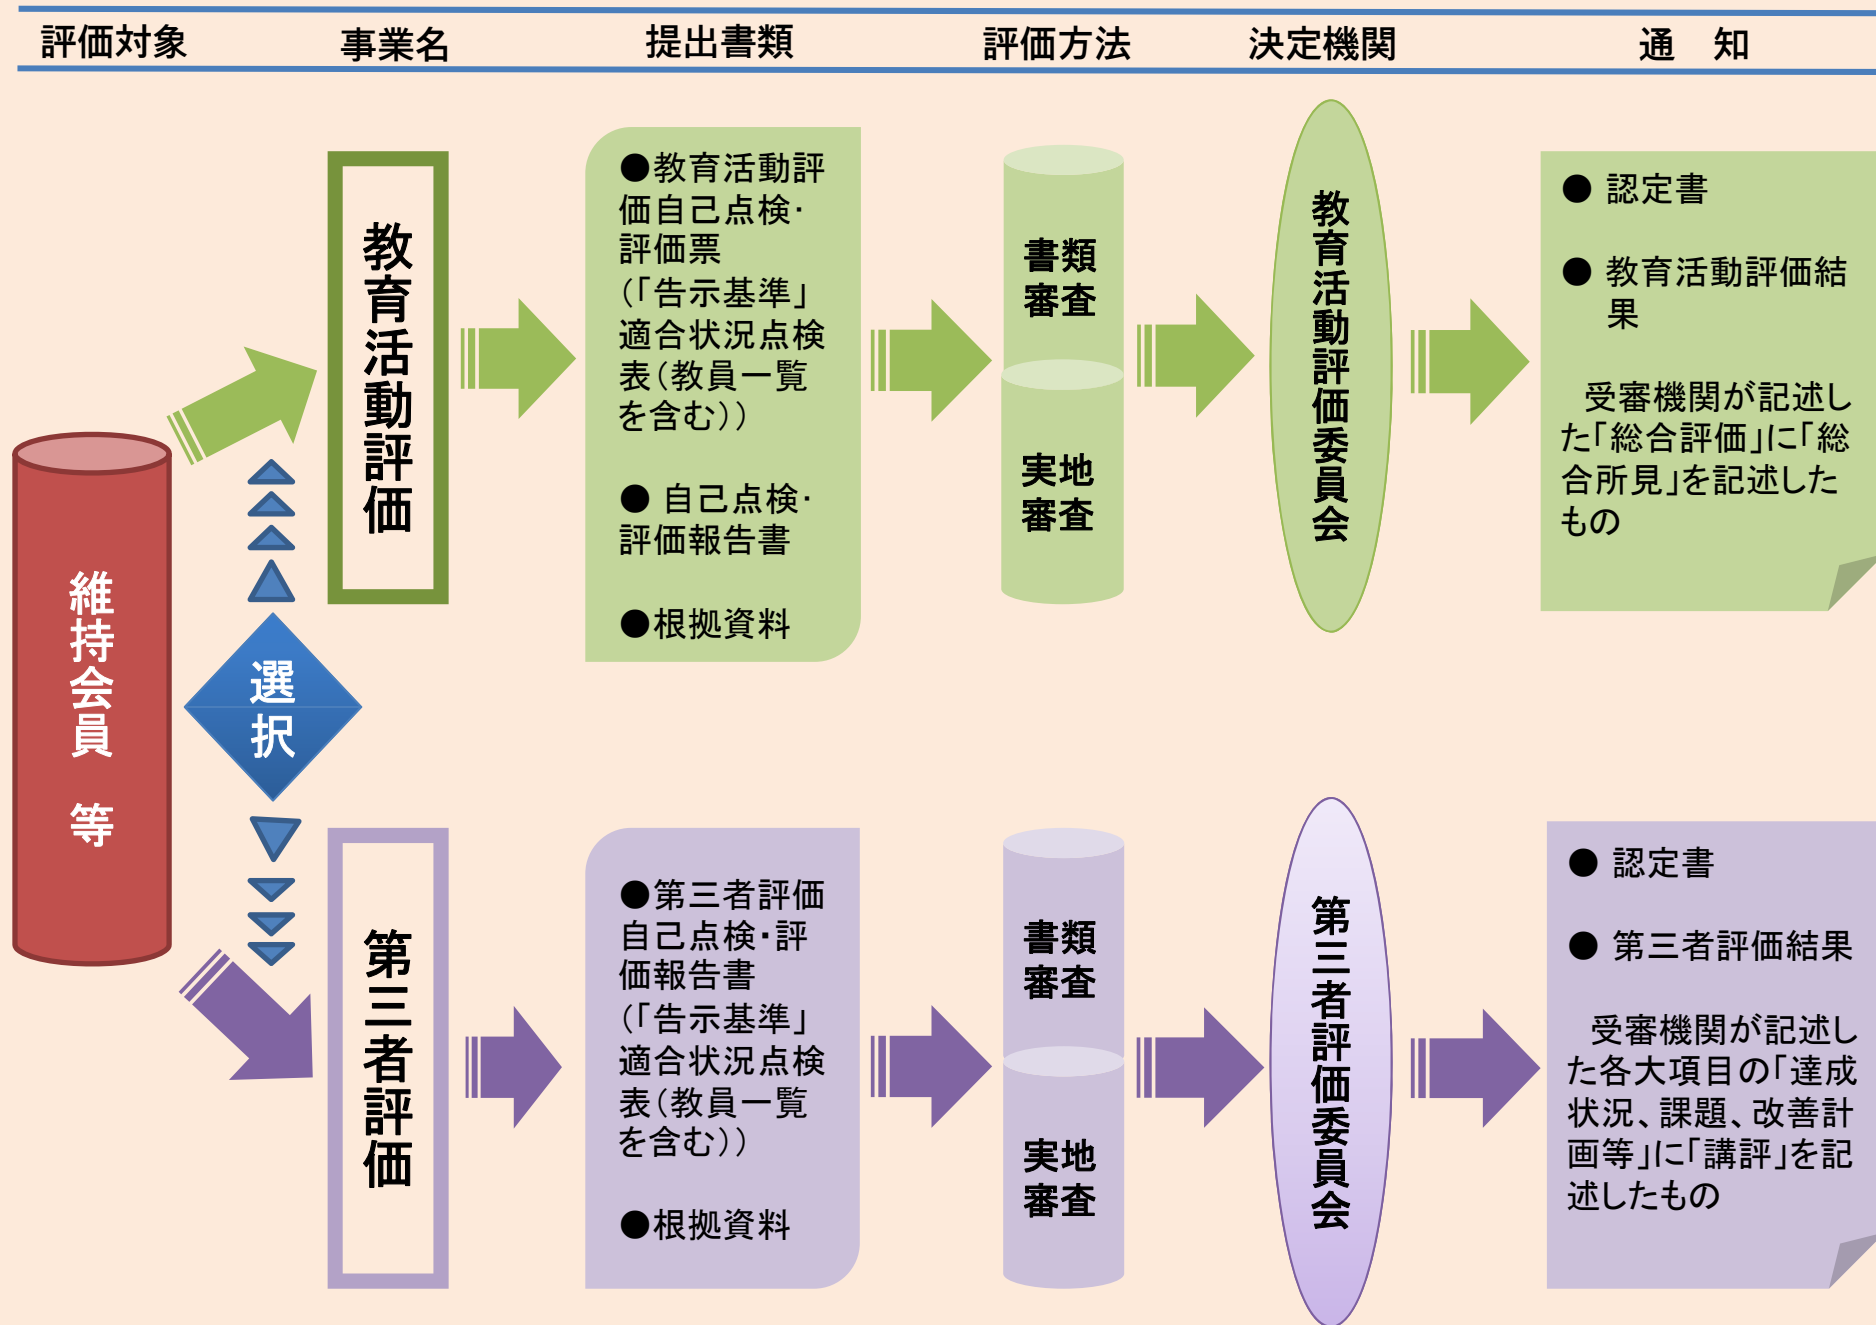 評価対象 事業名 提出書類 評価方法 決定機関 通　知
維持会員　等
選択
教育活動評価
●教育活動評
価自己点検・
評価票
(「告示基準」
適合状況点検
表(教員一覧
を含む))
● 自己点検・
評価報告書
●根拠資料
書類
審査
実地
審査
教育活動評価委員会
● 認定書
● 教育活動評価結
果
受審機関が記述し
た「総合評価」に「総
合所見」を記述した
もの
第三者評価
●第三者評価
自己点検・評
価報告書
(「告示基準」
適合状況点検
表(教員一覧
を含む))
●根拠資料
書類
審査
実地
審査
第三者評価委員会
● 認定書
● 第三者評価結果
受審機関が記述し
た各大項目の「達成
状況、課題、改善計
画等」に「講評」を記
述したもの